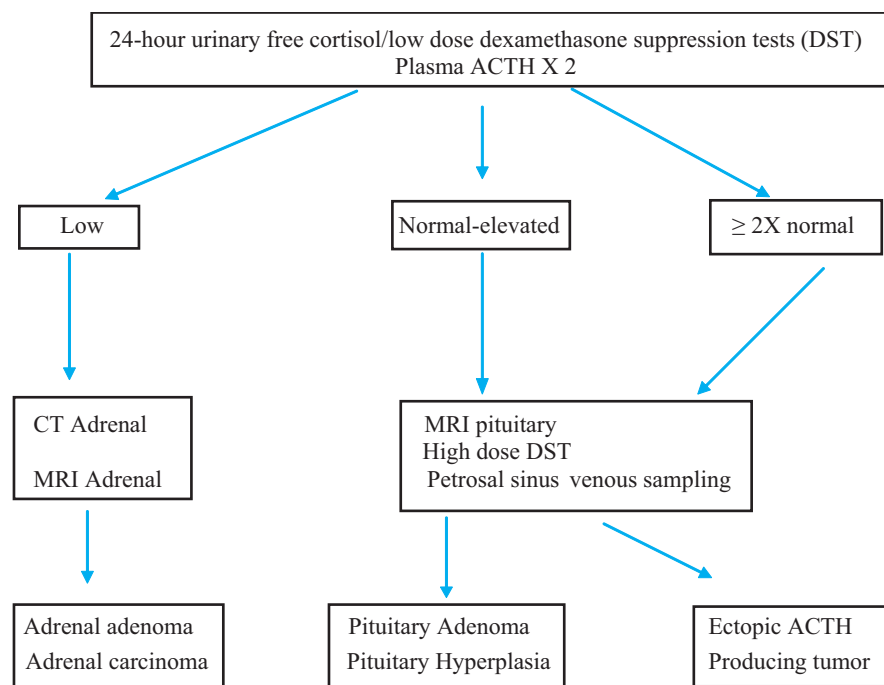 24-hour urinary free cortisol/low dose dexamethasone suppression tests (DST)
Plasma ACTH X 2
Low
Normal-elevated
≥ 2X normal
CT Adrenal
MRI Adrenal
MRI pituitary
High dose DST
Petrosal sinus venous sampling
Adrenal adenoma
Adrenal carcinoma
Pituitary Adenoma
Pituitary Hyperplasia
Ectopic ACTH
Producing tumor